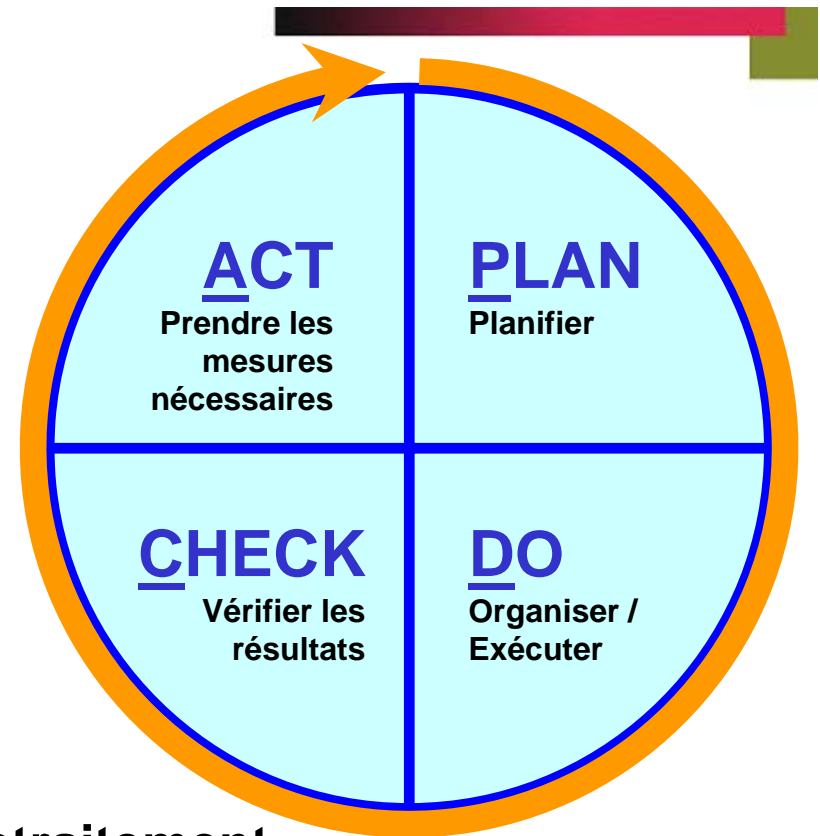 ACT
Prendre les
mesures
nécessaires
PLAN
Planifier
CHECK
Vérifier les
résultats
DO
Organiser /
Exécuter